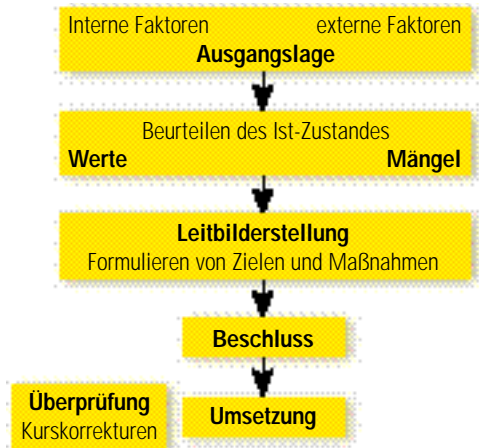 Interne Faktoren externe Faktoren
Ausgangslage
Beurteilen des Ist-Zustandes
Werte Mängel
Leitbilderstellung
Formulieren von Zielen und Maßnahmen
Beschluss
Überprüfung
Kurskorrekturen
Umsetzung